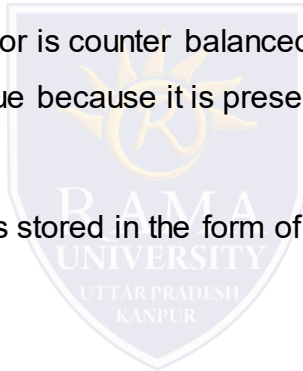 or is counter balanced
ue because it is prese
s stored in the form of
RAMA
UNIVERSITY
UTTAR PRADESH
KANPUR